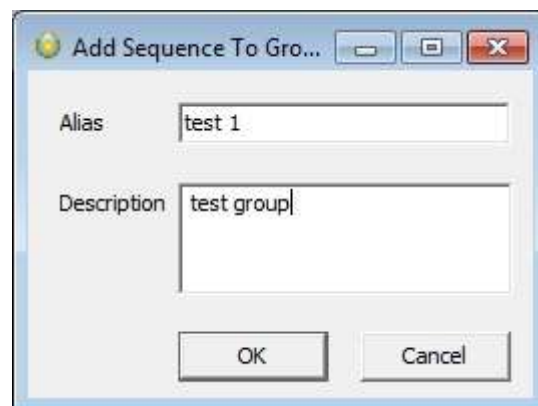 Add Sequence To Gro...
Alias test 1
Description test group
OK Cancel